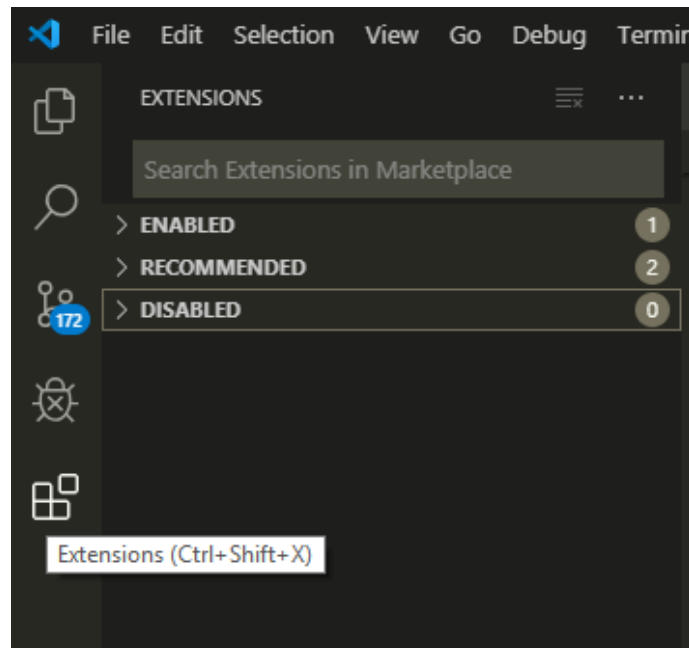 File Edit Selection View Go Debug Termin
EXTENSIONS
Search Extensions in Marketplace
ENABLED 1
RECOMMENDED 2
DISABLED 0
172
Extensions (Ctrl+Shift+X)